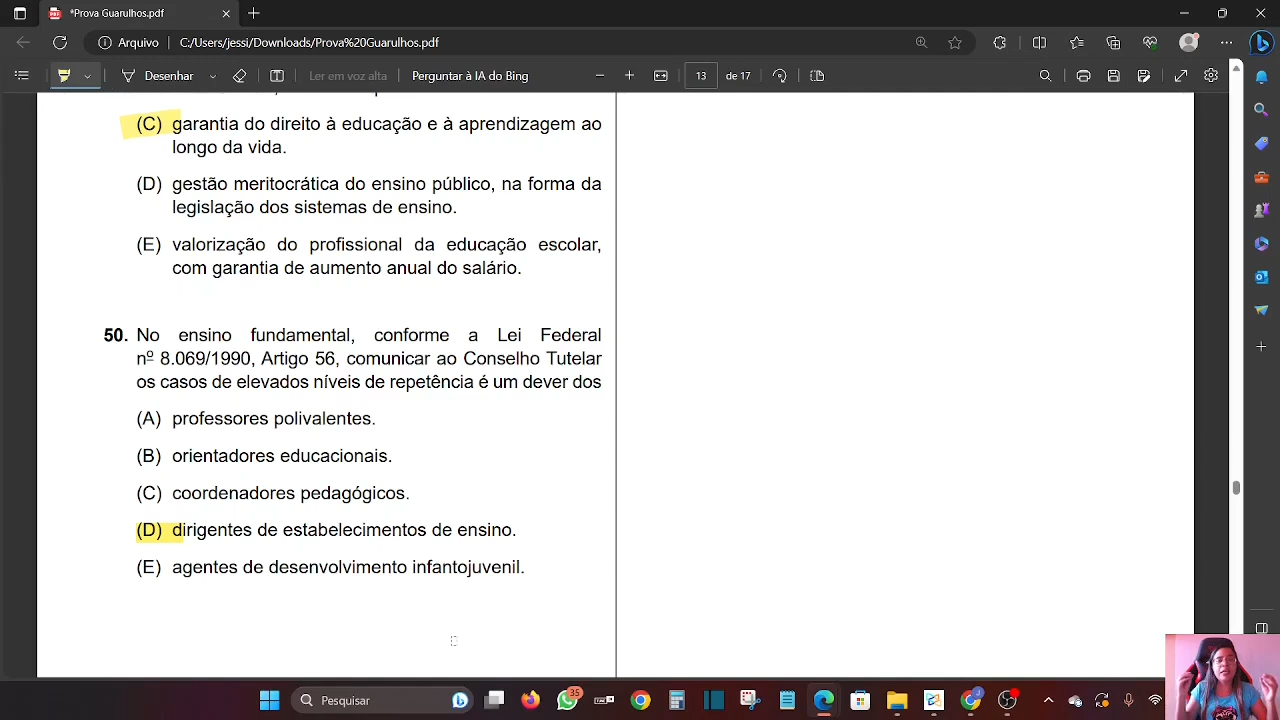 *Prova Guarulhos.pdf
Arquivo C:/Users/jessi/Downloads/Prova%20Guarulhos.pdf
Desenhar Ler em voz alta Perguntar à IA do Bing 13 de 17
(C) garantia do direito à educação e à aprendizagem ao
longo da vida.
(D) gestão meritocrática do ensino público, na forma da
legislação dos sistemas de ensino.
(E) valorização do profissional da educação escolar,
com garantia de aumento anual do salário.
50. No ensino fundamental, conforme a Lei Federal
nº 8.069/1990, Artigo 56, comunicar ao Conselho Tutelar
os casos de elevados níveis de repetência é um dever dos
(A) professores polivalentes.
(B) orientadores educacionais.
(C) coordenadores pedagógicos.
(D) dirigentes de estabelecimentos de ensino.
(E) agentes de desenvolvimento infantojuvenil.
Pesquisar
35